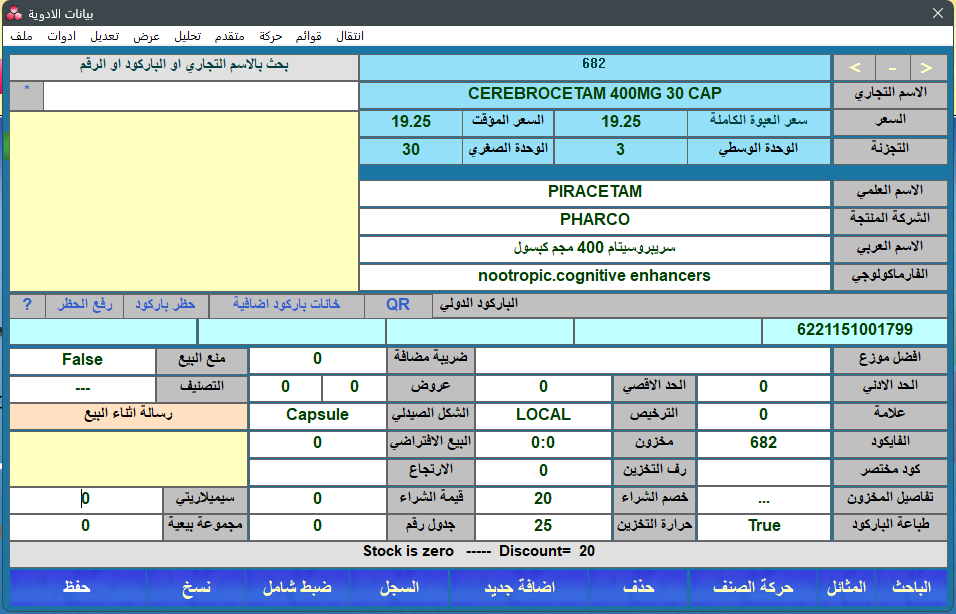 بيانات الادوية
ملف ادوات تعديل عرض تحليل متقدم حركة قوائم انتقال
بحث بالاسم التجاري او الباركود او الرقم 682 < - >
*
الاسم التجاري CEREBROCETAM 400MG 30 CAP
السعر سعر العبوة الكاملة 19.25 السعر المؤقت 19.25
التجزئة الوحدة الوسطي 3 الوحدة الصغري 30
الاسم العلمي PIRACETAM
الشركة المنتجة PHARCO
الاسم العربي سريبروسيتام 400 مجم كبسول
الفارماكولوجي nootropic.cognitive enhancers
الباركود الدولي QR خانات باركود اضافية حظر باركود رفع الحظر ?
6221151001799
افضل موزع ضريبة مضافة 0 منع البيع False
الحد الادني 0 الحد الاقصي 0 عروض 0 0 التصنيف ---
علامة 0 الترخيص LOCAL الشكل الصيدلي Capsule رسالة اثناء البيع
الفايكود 682 مخزون 0:0 البيع الافتراضي 0
كود مختصر رف التخزين 0 الارتجاع
تفاصيل المخزون ... خصم الشراء 20 قيمة الشراء 0 سيميلاريتي 0
طباعة الباركود True حرارة التخزين 25 جدول رقم 0 مجموعة بيعية 0
Stock is zero ----- Discount= 20
الباحث المثائل حركة الصنف حذف اضافة جديد السجل ضبط شامل نسخ حفظ